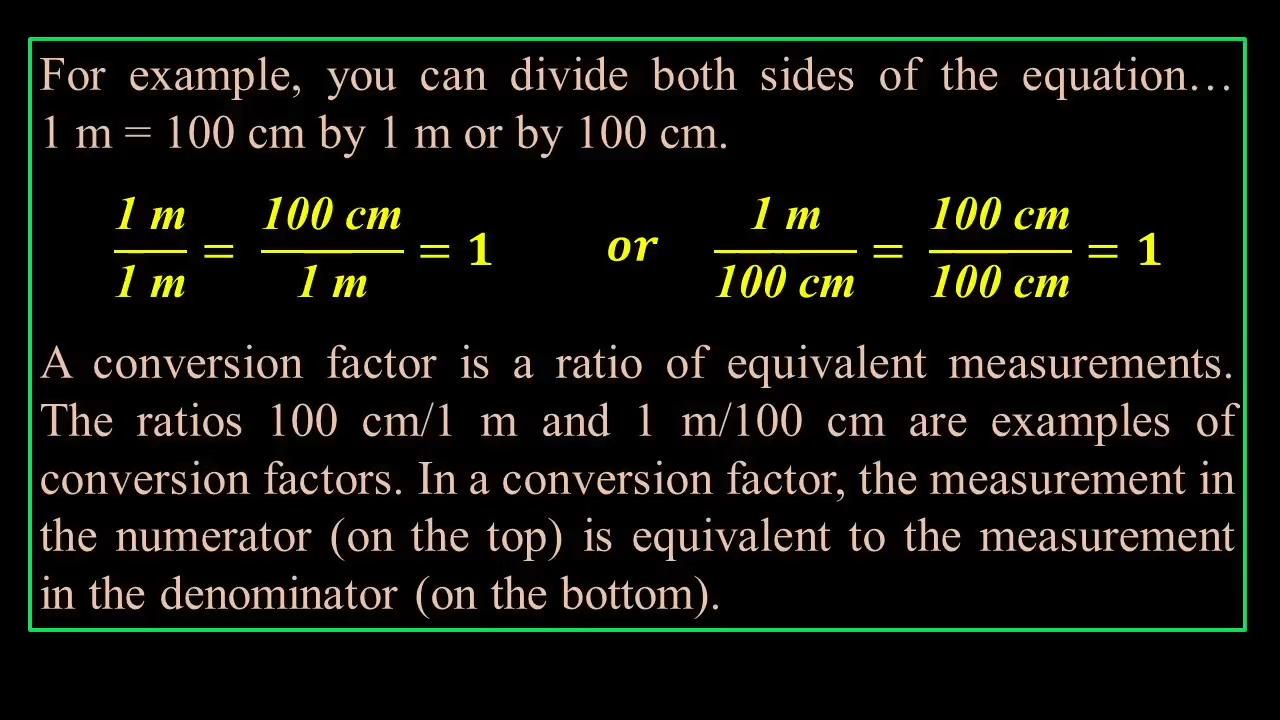 For example, you can divide both sides of the equation…
1 m = 100 cm by 1 m or by 100 cm.
1 m / 1 m = 100 cm / 1 m = 1 or 1 m / 100 cm = 100 cm / 100 cm = 1
A conversion factor is a ratio of equivalent measurements.
The ratios 100 cm/1 m and 1 m/100 cm are examples of
conversion factors. In a conversion factor, the measurement in
the numerator (on the top) is equivalent to the measurement
in the denominator (on the bottom).